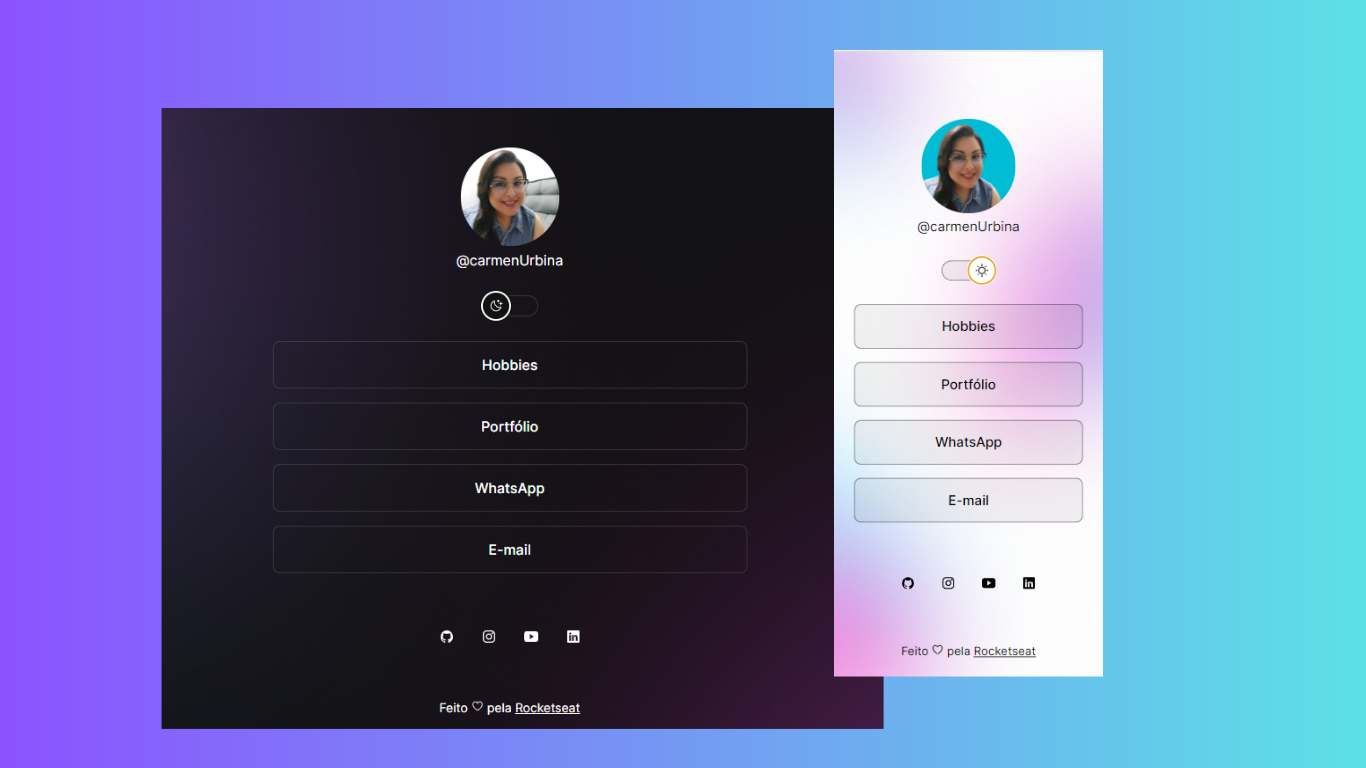 @carmenUrbina
Hobbies
Portfólio
WhatsApp
E-mail
Feito ♡ pela Rocketseat
@carmenUrbina
Hobbies
Portfólio
WhatsApp
E-mail
Feito ♡ pela Rocketseat